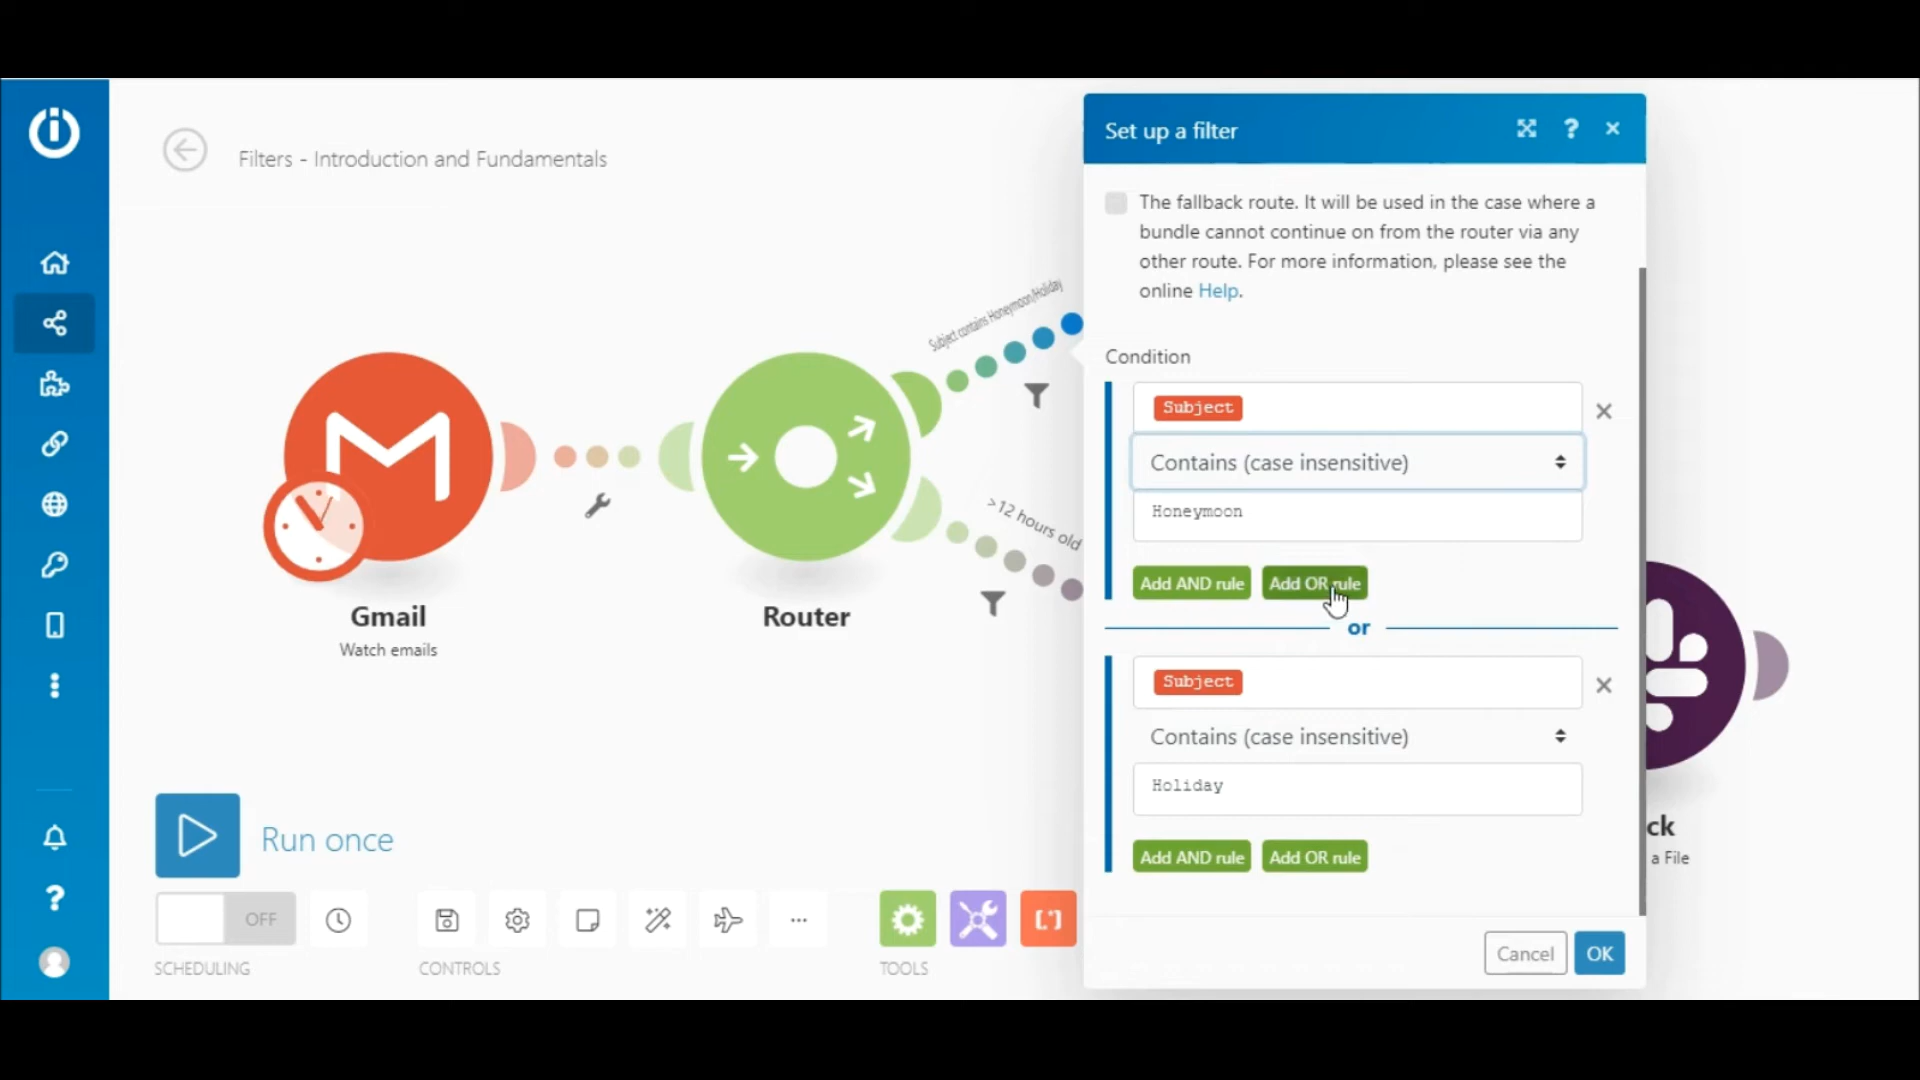 Filters - Introduction and Fundamentals
Set up a filter
The fallback route. It will be used in the case where a
bundle cannot continue on from the router via any
other route. For more information, please see the
online Help.
Subject contains Honeymoon/Holiday
Condition
Subject
Contains (case insensitive)
Honeymoon
>12 hours old
Add AND rule
Add OR rule
or
Gmail
Watch emails
Router
Subject
Contains (case insensitive)
Holiday
Add AND rule
Add OR rule
ck
a File
Run once
OFF
SCHEDULING
CONTROLS
TOOLS
Cancel
OK